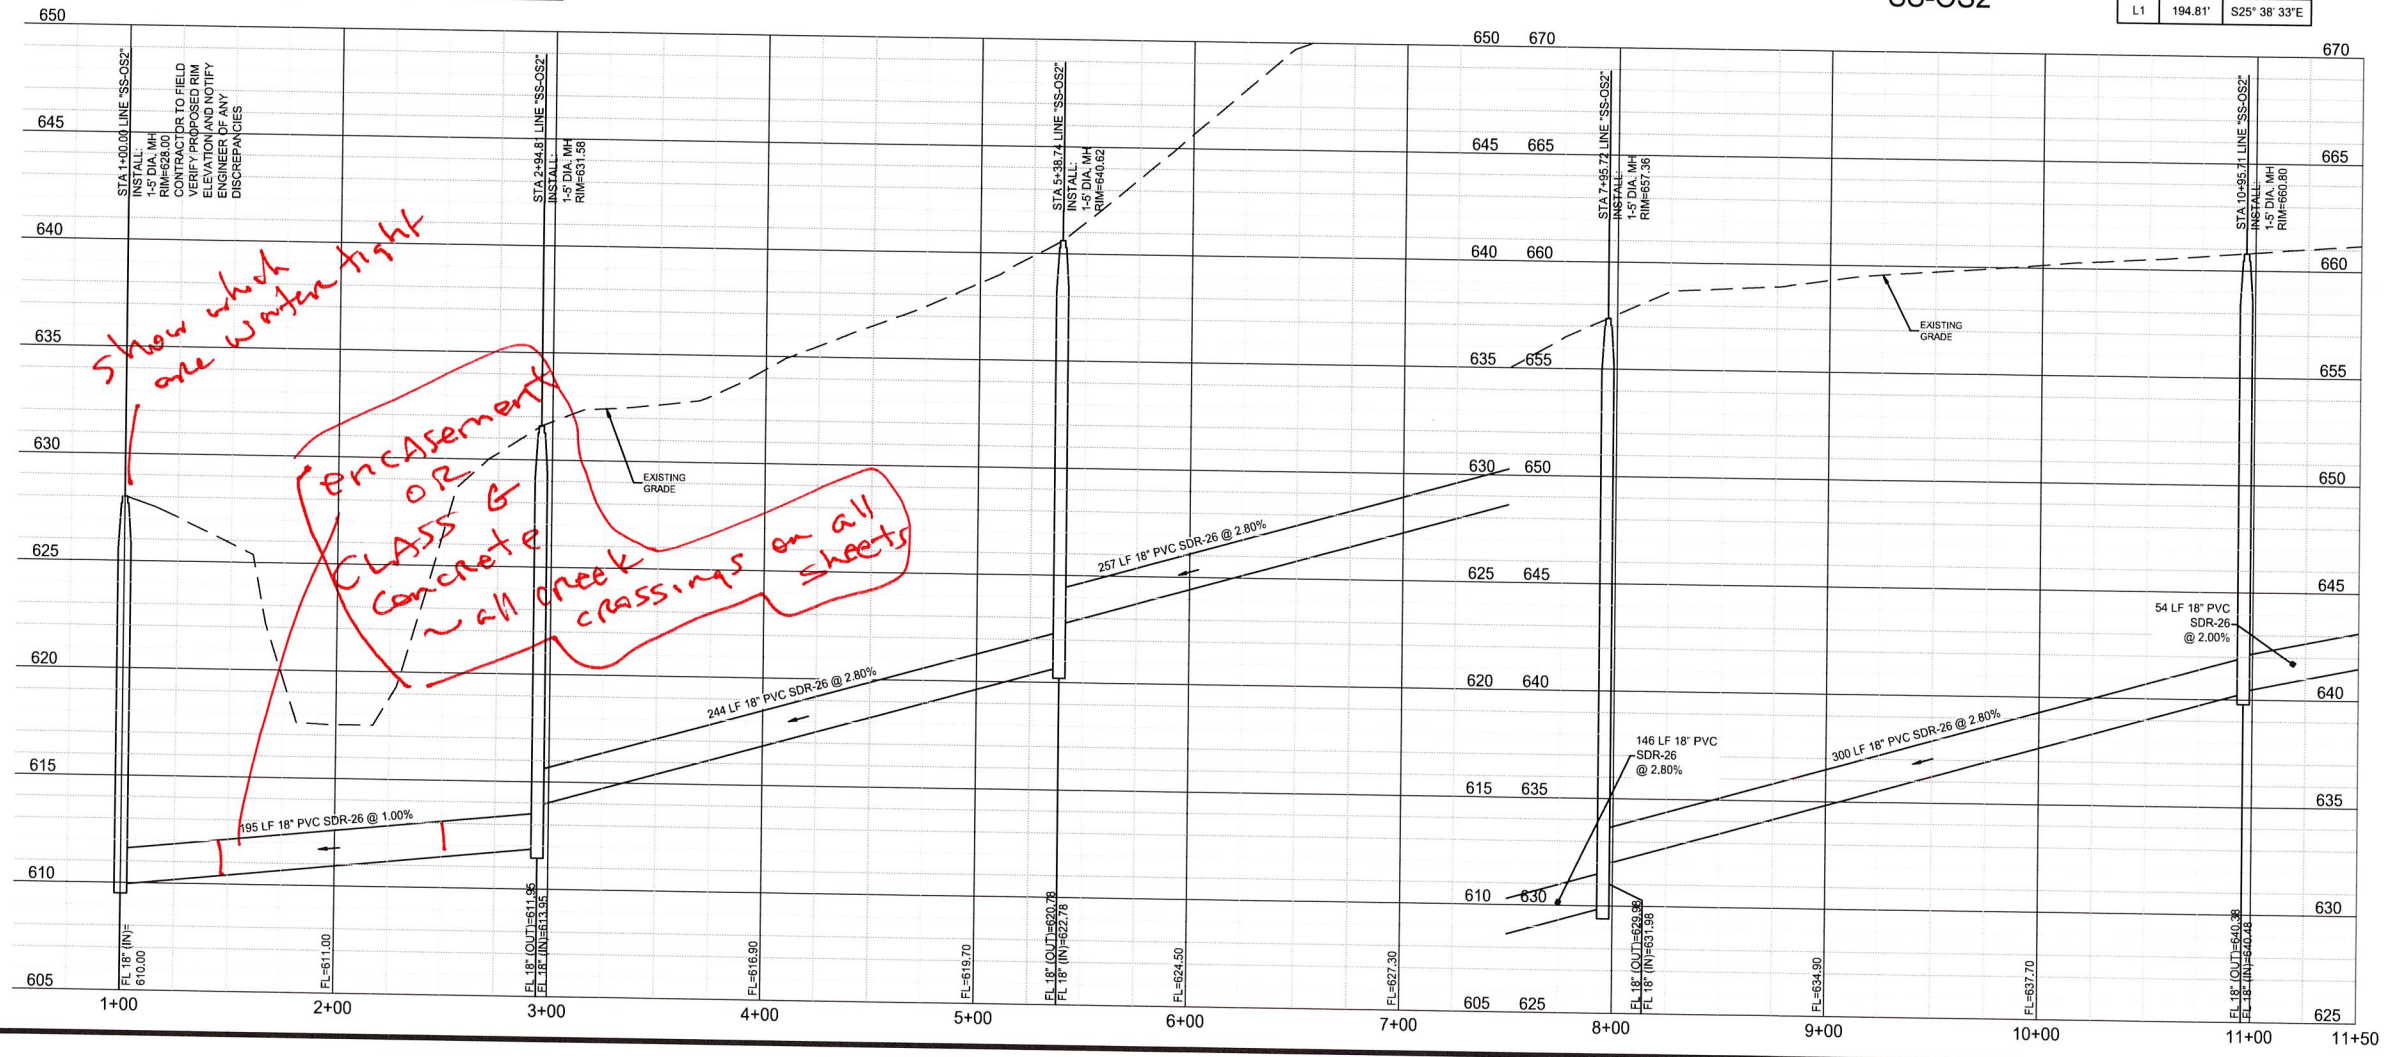 SS-OS2
L1 194.81' S25° 38' 33"E
650
645
640
635
630
625
620
615
610
605
STA 1+00.00 LINE "SS-OS2"
INSTALL:
1-5' DIA. MH
RIM=628.00
CONTRACTOR TO FIELD
VERIFY PROPOSED RIM
ELEVATION AND NOTIFY
ENGINEER OF ANY
DISCREPANCIES
STA 2+94.81 LINE "SS-OS2"
INSTALL:
1-5' DIA. MH
RIM=631.58
STA 5+38.74 LINE "SS-OS2"
INSTALL:
1-5' DIA. MH
RIM=640.62
STA 7+95.72 LINE "SS-OS2"
INSTALL:
1-5' DIA. MH
RIM=657.36
STA 10+95.71 LINE "SS-OS2"
INSTALL:
1-5' DIA. MH
RIM=660.80
show which
are water tight
encAsement
OR
CLASS G
concrete
~ all creek
crossings on all
sheets
EXISTING
GRADE
EXISTING
GRADE
195 LF 18" PVC SDR-26 @ 1.00%
244 LF 18" PVC SDR-26 @ 2.80%
257 LF 18" PVC SDR-26 @ 2.80%
146 LF 18" PVC
SDR-26
@ 2.80%
300 LF 18" PVC SDR-26 @ 2.80%
54 LF 18" PVC
SDR-26
@ 2.00%
650 670
645 665
640 660
635 655
630 650
625 645
620 640
615 635
610 630
605 625
670
665
660
655
650
645
640
635
630
625
FL 18" (IN)=
610.00
FL=611.00
FL 18" (OUT)=611.95
FL 18" (IN)=613.95
FL=616.90
FL=619.70
FL 18" (OUT)=620.78
FL 18" (IN)=622.78
FL=624.50
FL=627.30
FL 18" (OUT)=629.98
FL 18" (IN)=631.98
FL=634.90
FL=637.70
FL 18" (OUT)=640.38
FL 18" (IN)=640.48
1+00 2+00 3+00 4+00 5+00 6+00 7+00 8+00 9+00 10+00 11+00 11+50